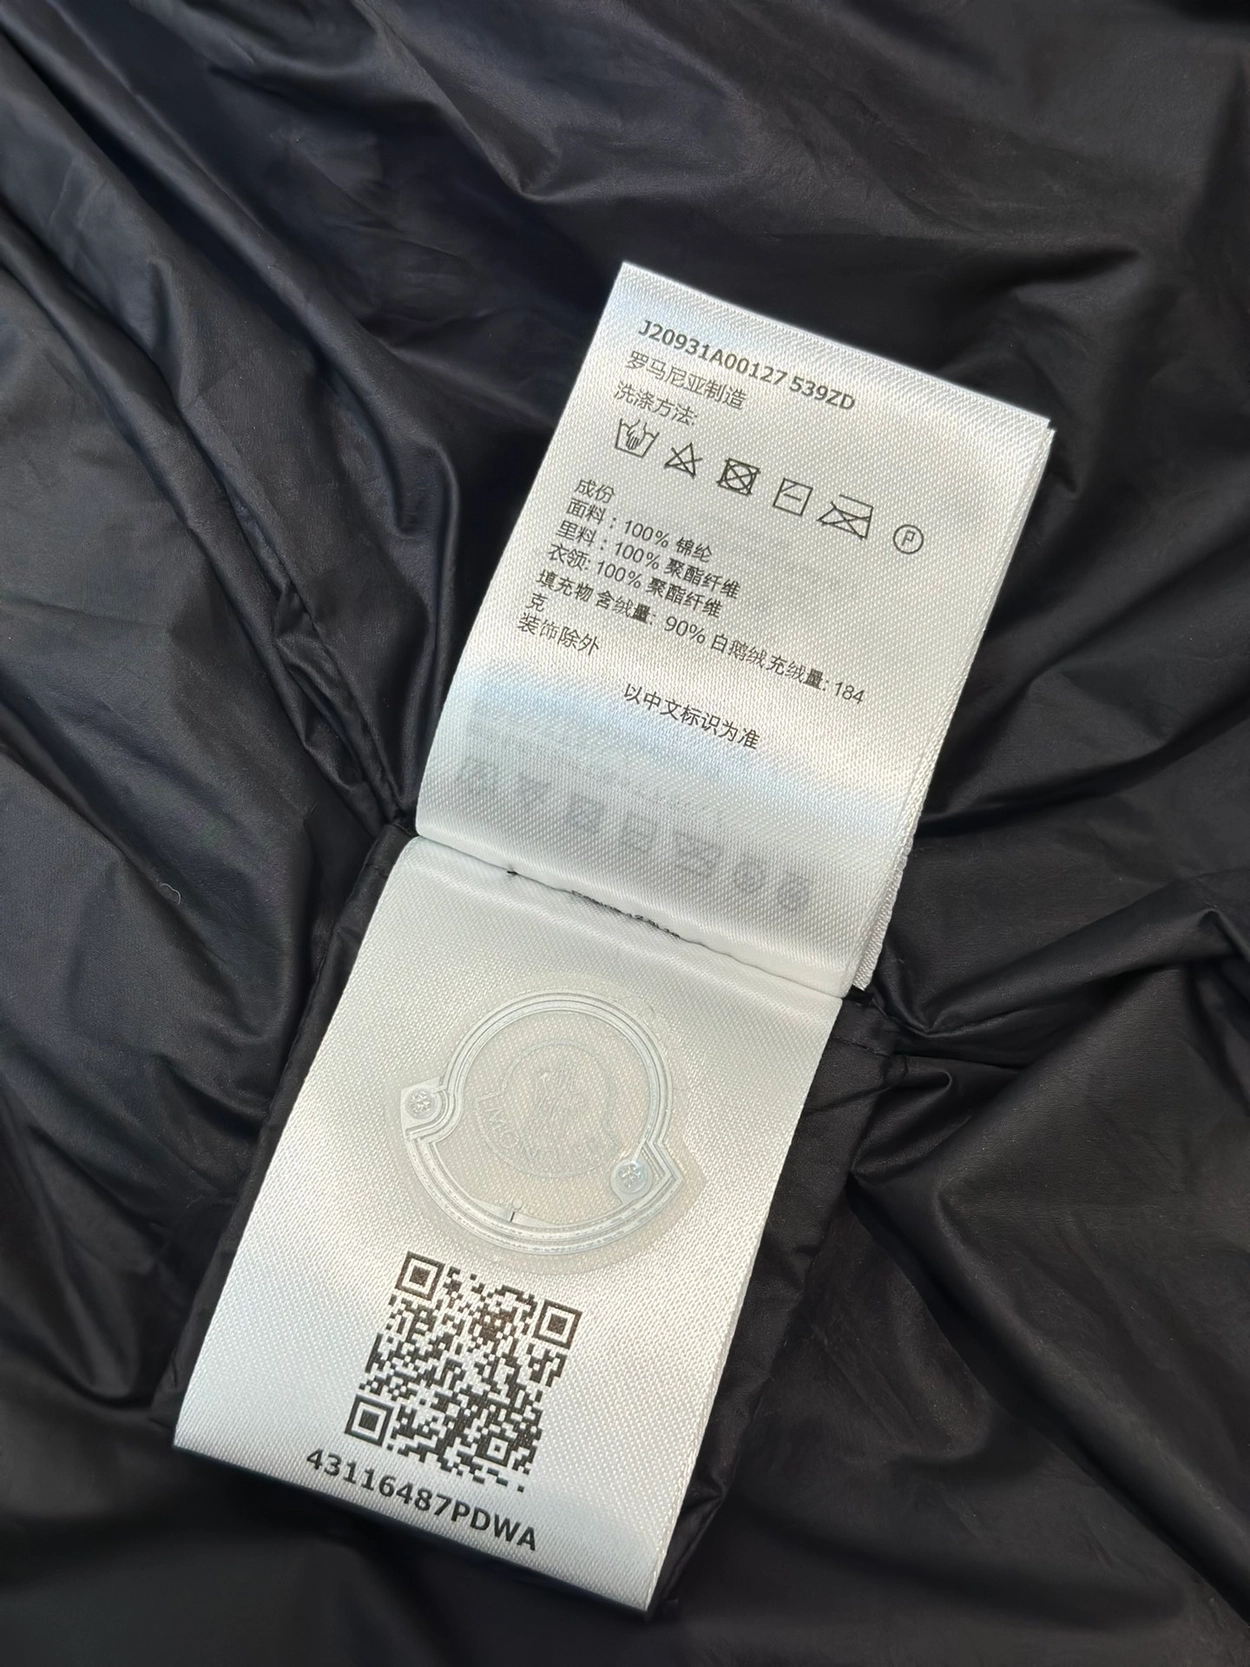 J20931A00127 539ZD
罗马尼亚制造
洗涤方法:
P
成份
面料：100% 锦纶
里料：100% 聚酯纤维
衣领: 100% 聚酯纤维
填充物 含绒量: 90% 白鹅绒充绒量: 184
克
装饰除外
以中文标识为准
MONCLER
43116487PDWA